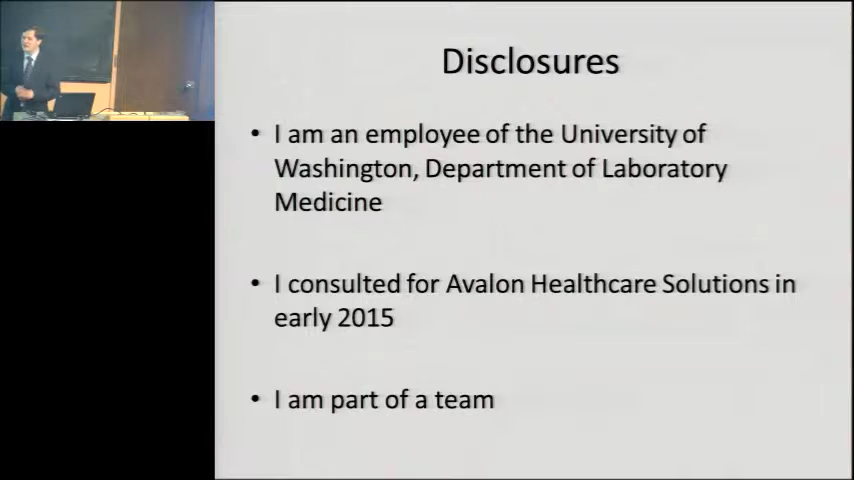 Disclosures
• I am an employee of the University of
Washington, Department of Laboratory
Medicine
• I consulted for Avalon Healthcare Solutions in
early 2015
• I am part of a team